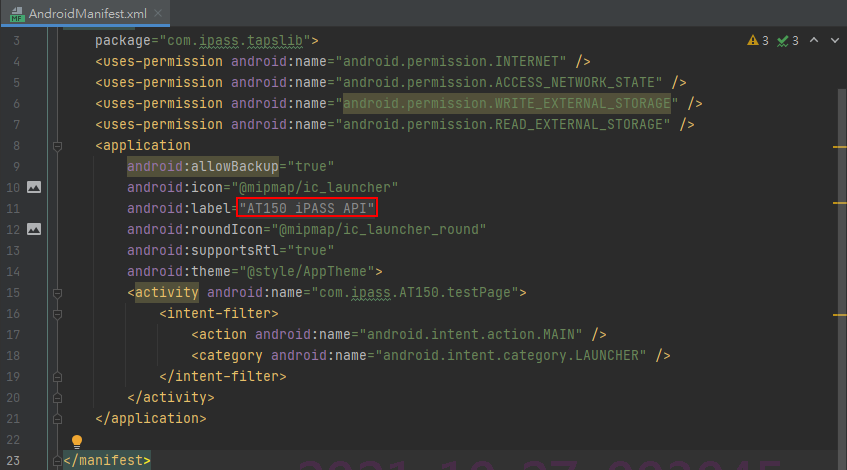 AndroidManifest.xml
3 package="com.ipass.tapslib">
4 <uses-permission android:name="android.permission.INTERNET" />
5 <uses-permission android:name="android.permission.ACCESS_NETWORK_STATE" />
6 <uses-permission android:name="android.permission.WRITE_EXTERNAL_STORAGE" />
7 <uses-permission android:name="android.permission.READ_EXTERNAL_STORAGE" />
8 <application
9 android:allowBackup="true"
10 android:icon="@mipmap/ic_launcher"
11 android:label="AT150 iPASS API"
12 android:roundIcon="@mipmap/ic_launcher_round"
13 android:supportsRtl="true"
14 android:theme="@style/AppTheme">
15 <activity android:name="com.ipass.AT150.testPage">
16 <intent-filter>
17 <action android:name="android.intent.action.MAIN" />
18 <category android:name="android.intent.category.LAUNCHER" />
19 </intent-filter>
20 </activity>
21 </application>
22
23 </manifest>
MF
3 3